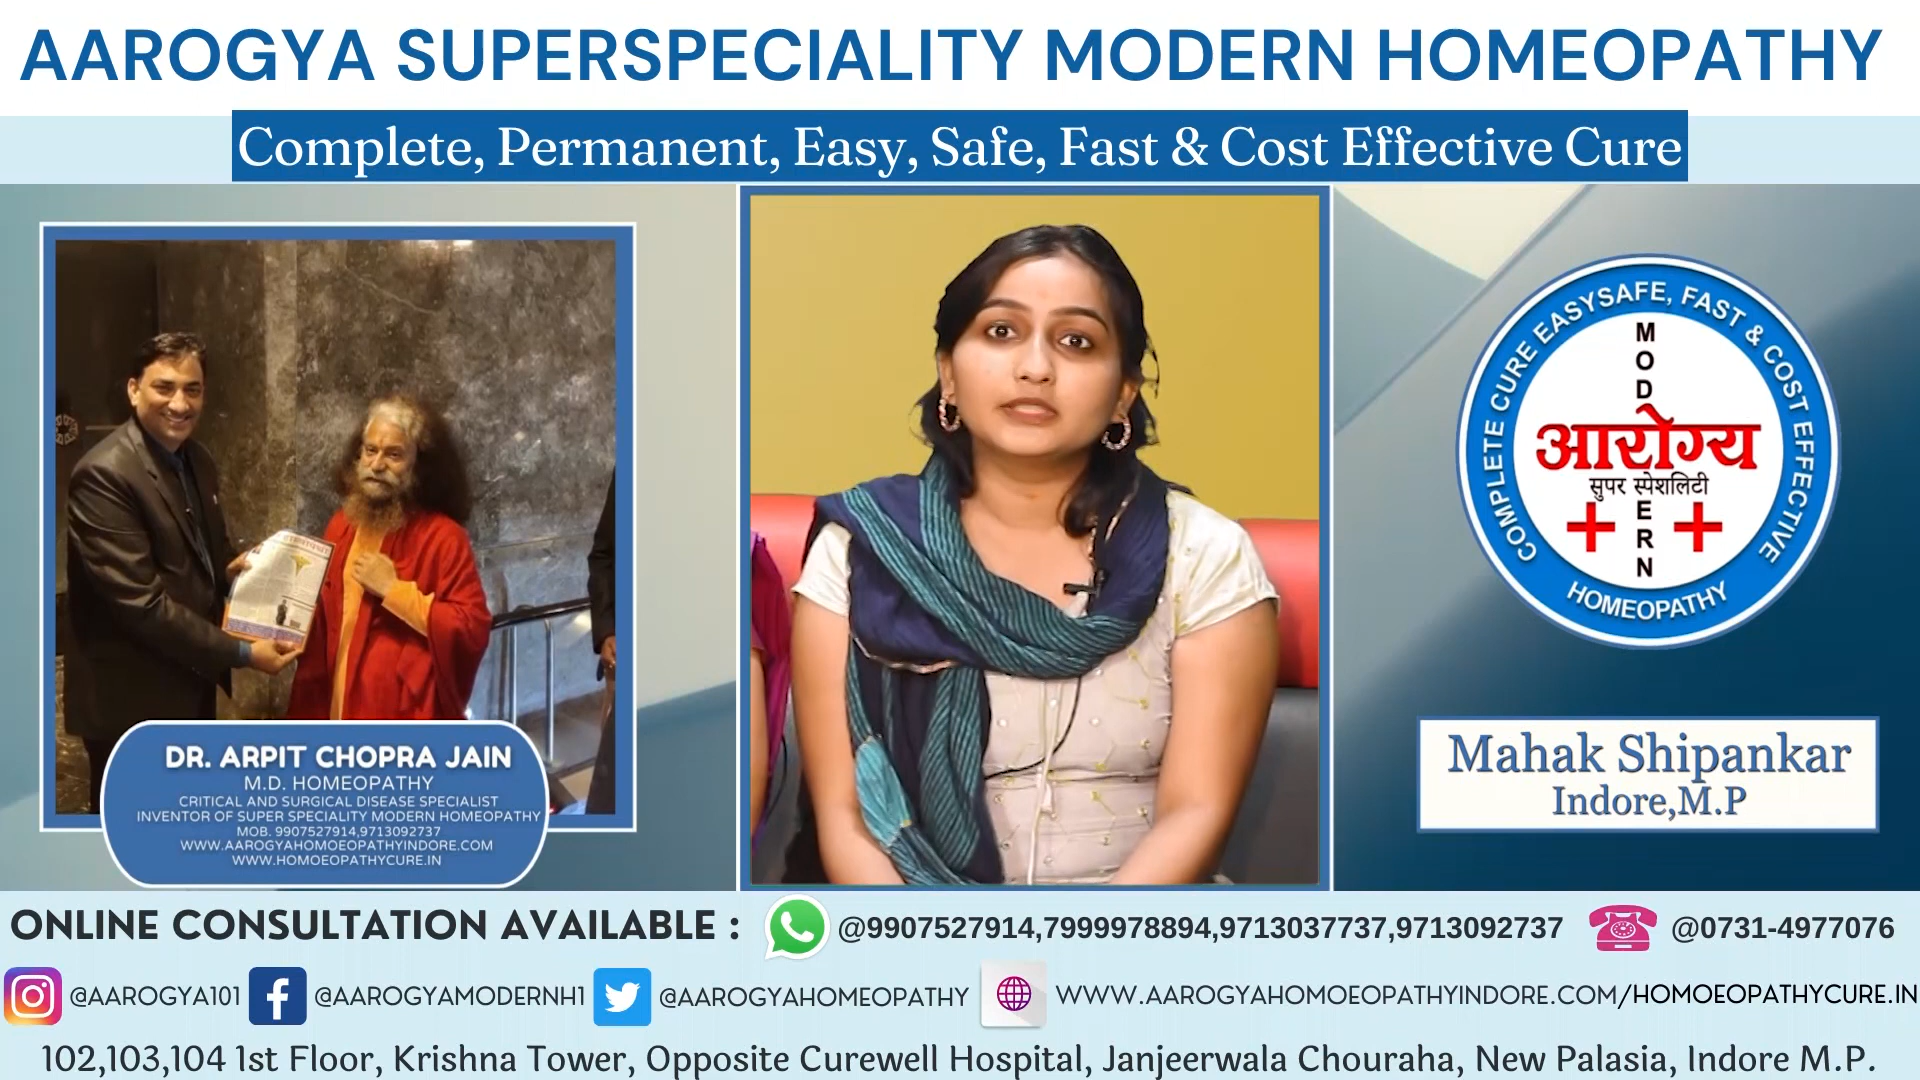 AAROGYA SUPERSPECIALITY MODERN HOMEOPATHY
Complete, Permanent, Easy, Safe, Fast & Cost Effective Cure
DR. ARPIT CHOPRA JAIN
M.D. HOMEOPATHY
CRITICAL AND SURGICAL DISEASE SPECIALIST
INVENTOR OF SUPER SPECIALITY MODERN HOMEOPATHY
MOB. 9907527914,9713092737
WWW.AAROGYAHOMOEOPATHYINDORE.COM
WWW.HOMOEOPATHYCURE.IN
COMPLETE CURE EASYSAFE, FAST & COST EFFECTIVE
MODERN
आरोग्य
सुपर स्पेशलिटी
HOMEOPATHY
Mahak Shipankar
Indore,M.P
ONLINE CONSULTATION AVAILABLE : @9907527914,7999978894,9713037737,9713092737 @0731-4977076
@AAROGYA101 @AAROGYAMODERNH1 @AAROGYAHOMEOPATHY WWW.AAROGYAHOMOEOPATHYINDORE.COM/HOMOEOPATHYCURE.IN
102,103,104 1st Floor, Krishna Tower, Opposite Curewell Hospital, Janjeerwala Chouraha, New Palasia, Indore M.P.